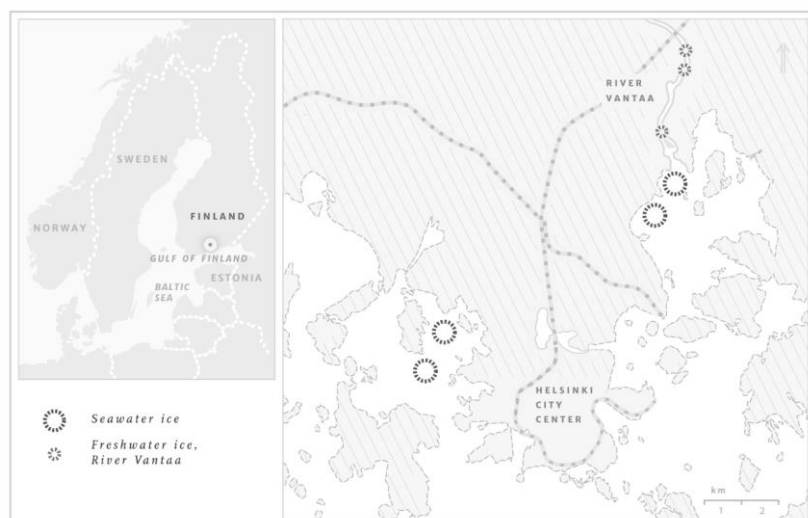 SWEDEN
FINLAND
NORWAY
GULF OF FINLAND
ESTONIA
BALTIC
SEA
RIVER
VANTAA
HELSINKI
CITY
CENTER
km
1 2
Seawater ice
Freshwater ice,
River Vantaa